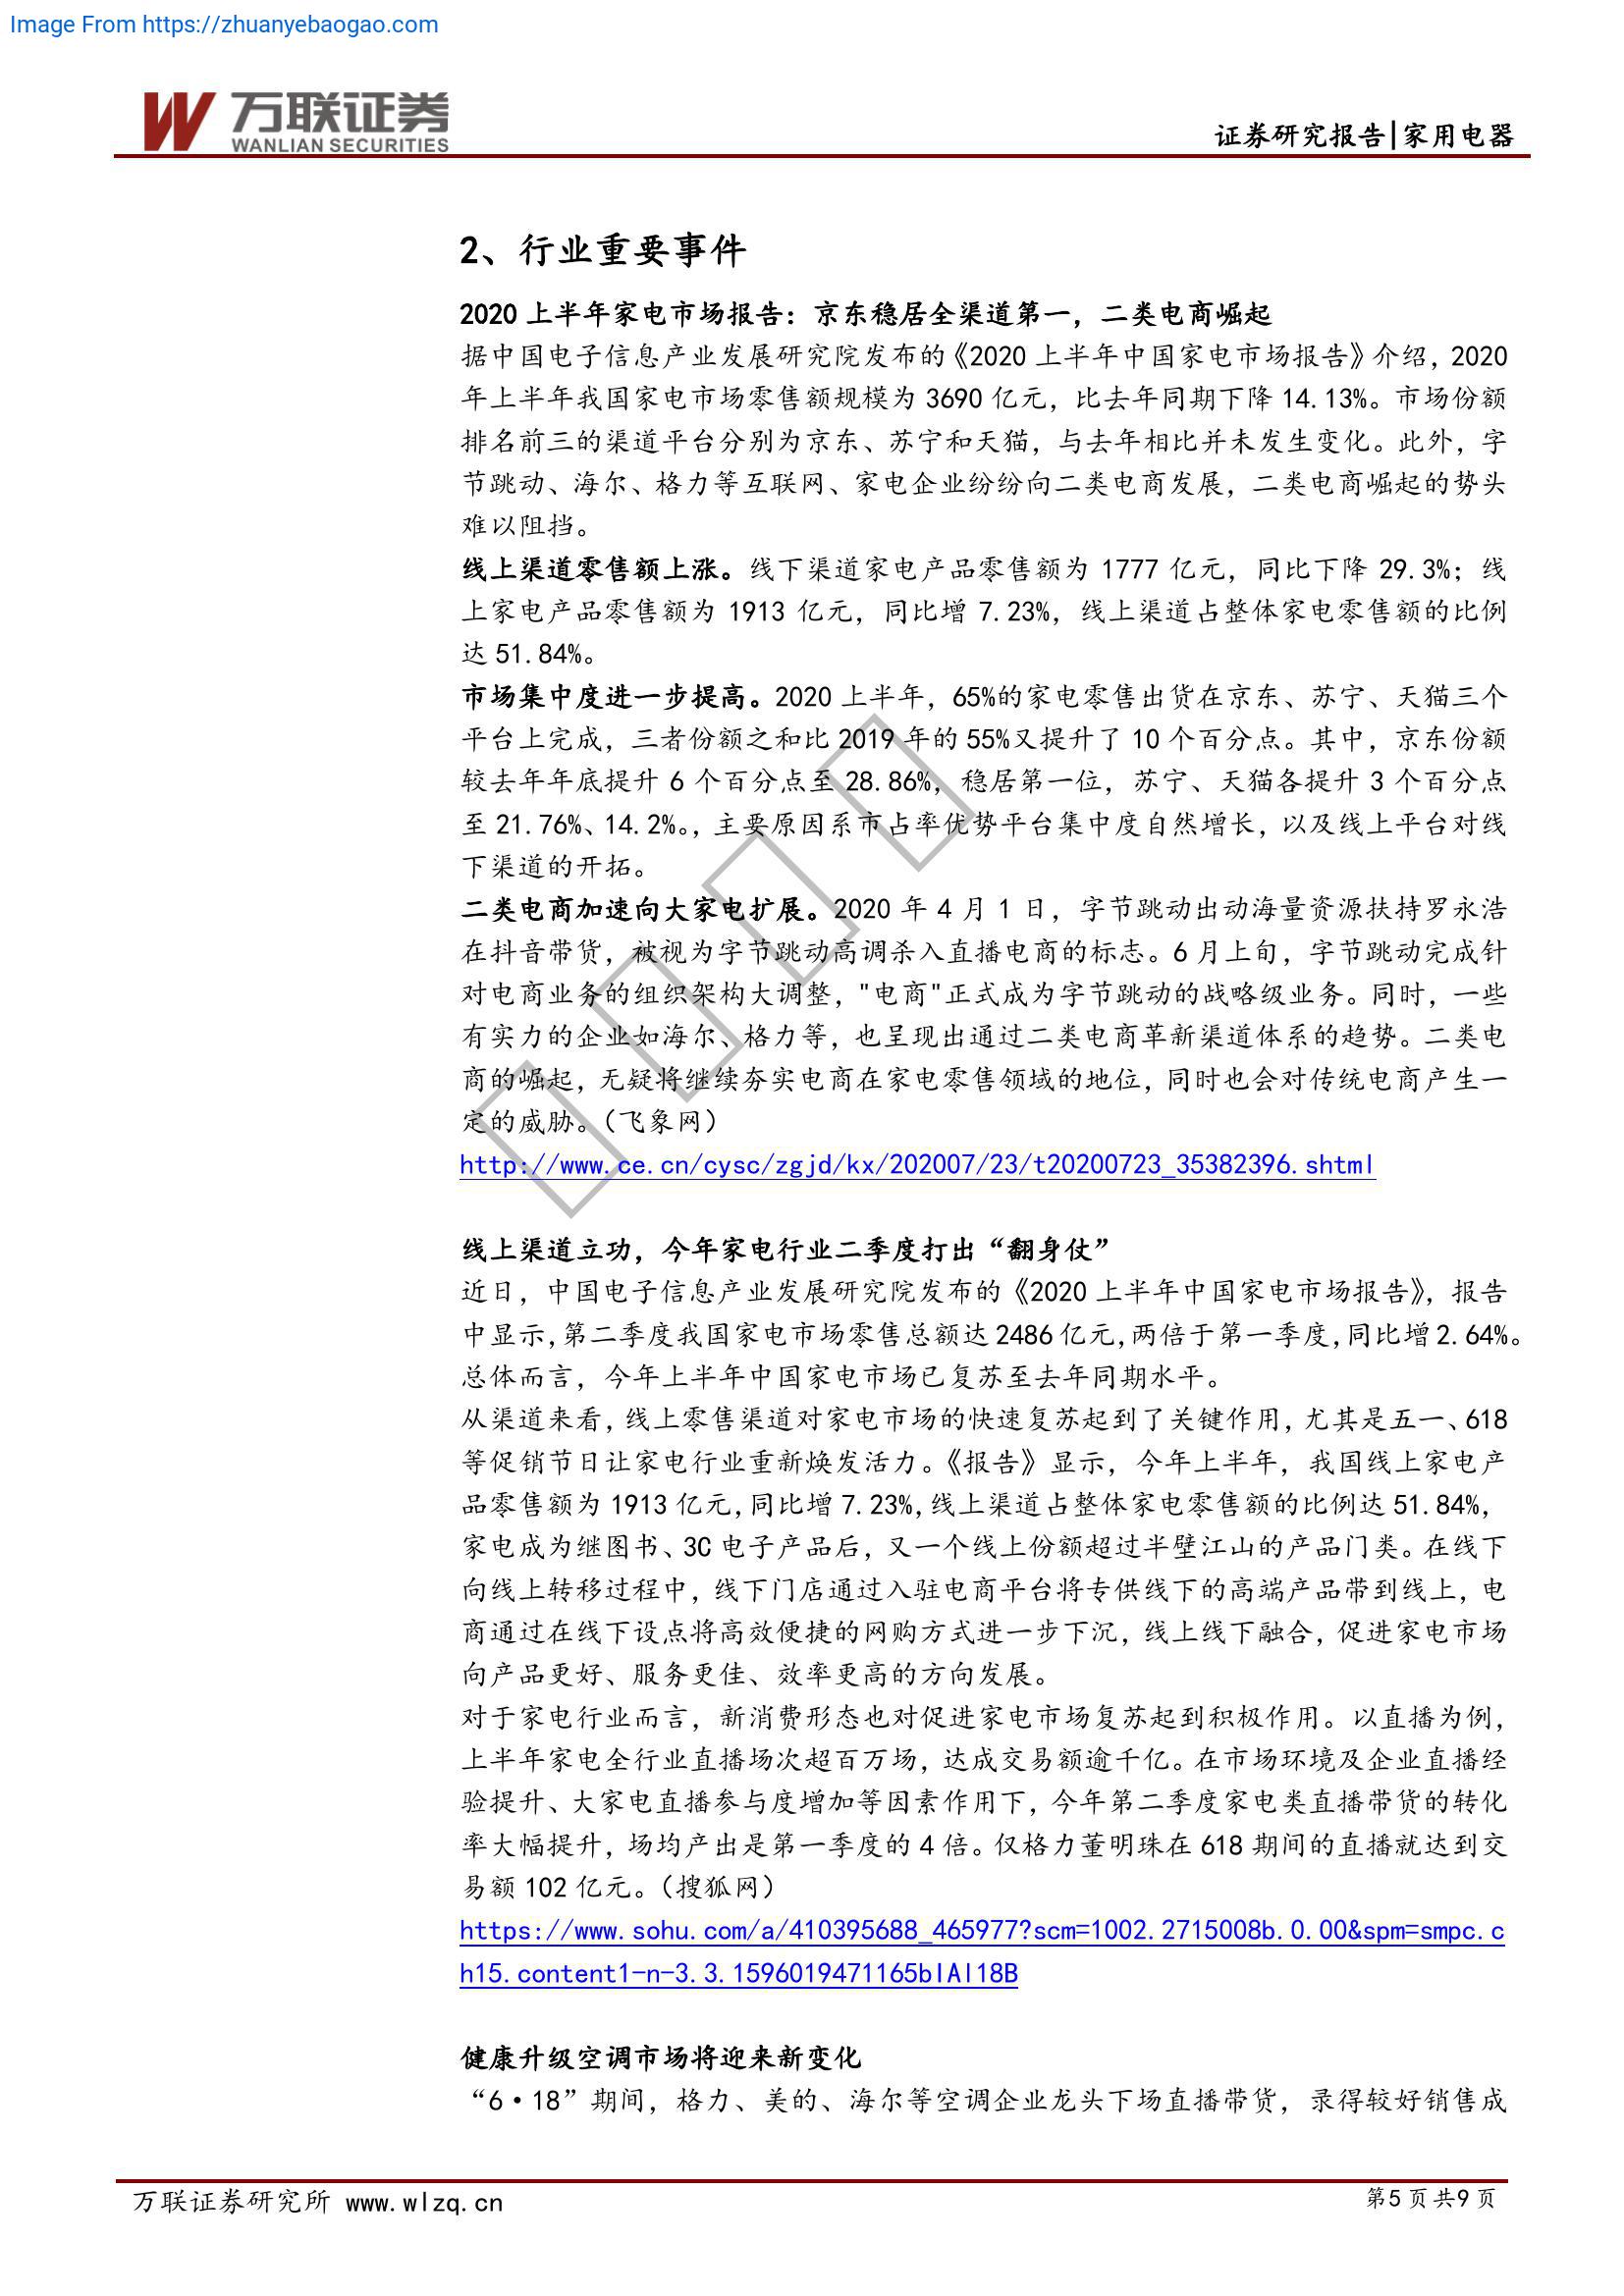 Image From https://zhuanyebaogao.com
万联证券
WANLIAN SECURITIES
证券研究报告|家用电器
2、行业重要事件
2020 上半年家电市场报告：京东稳居全渠道第一，二类电商崛起
据中国电子信息产业发展研究院发布的《2020 上半年中国家电市场报告》介绍，2020
年上半年我国家电市场零售额规模为 3690 亿元，比去年同期下降 14.13%。市场份额
排名前三的渠道平台分别为京东、苏宁和天猫，与去年相比并未发生变化。此外，字
节跳动、海尔、格力等互联网、家电企业纷纷向二类电商发展，二类电商崛起的势头
难以阻挡。
线上渠道零售额上涨。线下渠道家电产品零售额为 1777 亿元，同比下降 29.3%；线
上家电产品零售额为 1913 亿元，同比增 7.23%，线上渠道占整体家电零售额的比例
达 51.84%。
市场集中度进一步提高。2020 上半年，65%的家电零售出货在京东、苏宁、天猫三个
平台上完成，三者份额之和比 2019 年的 55%又提升了 10 个百分点。其中，京东份额
较去年年底提升 6 个百分点至 28.86%，稳居第一位，苏宁、天猫各提升 3 个百分点
至 21.76%、14.2%。，主要原因系市占率优势平台集中度自然增长，以及线上平台对线
下渠道的开拓。
二类电商加速向大家电扩展。2020 年 4 月 1 日，字节跳动出动海量资源扶持罗永浩
在抖音带货，被视为字节跳动高调杀入直播电商的标志。6 月上旬，字节跳动完成针
对电商业务的组织架构大调整，"电商"正式成为字节跳动的战略级业务。同时，一些
有实力的企业如海尔、格力等，也呈现出通过二类电商革新渠道体系的趋势。二类电
商的崛起，无疑将继续夯实电商在家电零售领域的地位，同时也会对传统电商产生一
定的威胁。（飞象网）
http://www.ce.cn/cysc/zgjd/kx/202007/23/t20200723_35382396.shtml
线上渠道立功，今年家电行业二季度打出“翻身仗”
近日，中国电子信息产业发展研究院发布的《2020 上半年中国家电市场报告》，报告
中显示，第二季度我国家电市场零售总额达 2486 亿元，两倍于第一季度，同比增 2.64%。
总体而言，今年上半年中国家电市场已复苏至去年同期水平。
从渠道来看，线上零售渠道对家电市场的快速复苏起到了关键作用，尤其是五一、618
等促销节日让家电行业重新焕发活力。《报告》显示，今年上半年，我国线上家电产
品零售额为 1913 亿元，同比增 7.23%，线上渠道占整体家电零售额的比例达 51.84%，
家电成为继图书、3C 电子产品后，又一个线上份额超过半壁江山的产品门类。在线下
向线上转移过程中，线下门店通过入驻电商平台将专供线下的高端产品带到线上，电
商通过在线下设点将高效便捷的网购方式进一步下沉，线上线下融合，促进家电市场
向产品更好、服务更佳、效率更高的方向发展。
对于家电行业而言，新消费形态也对促进家电市场复苏起到积极作用。以直播为例，
上半年家电全行业直播场次超百万场，达成交易额逾千亿。在市场环境及企业直播经
验提升、大家电直播参与度增加等因素作用下，今年第二季度家电类直播带货的转化
率大幅提升，场均产出是第一季度的 4 倍。仅格力董明珠在 618 期间的直播就达到交
易额 102 亿元。（搜狐网）
https://www.sohu.com/a/410395688_465977?scm=1002.2715008b.0.00&spm=smpc.c
h15.content1-n-3.3.1596019471165bIAl18B
健康升级空调市场将迎来新变化
“6·18”期间，格力、美的、海尔等空调企业龙头下场直播带货，录得较好销售成
万联证券研究所 www.wlzq.cn
第5 页 共9 页